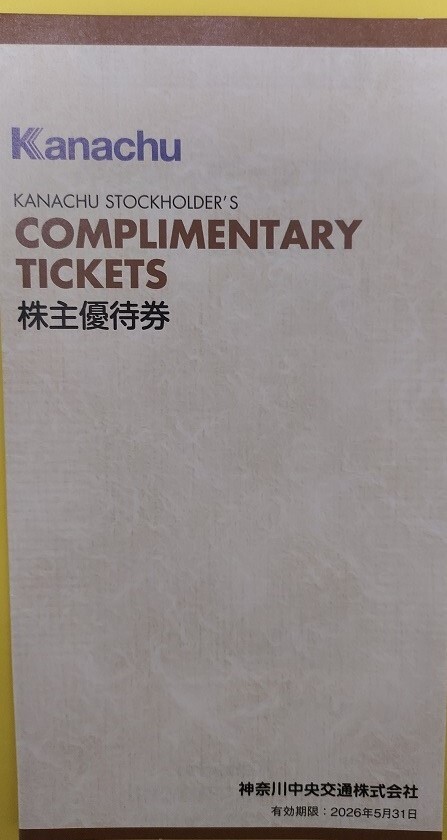 Kanachu
KANACHU STOCKHOLDER'S
COMPLIMENTARY
TICKETS
株主優待券
神奈川中央交通株式会社
有効期限：2026年5月31日